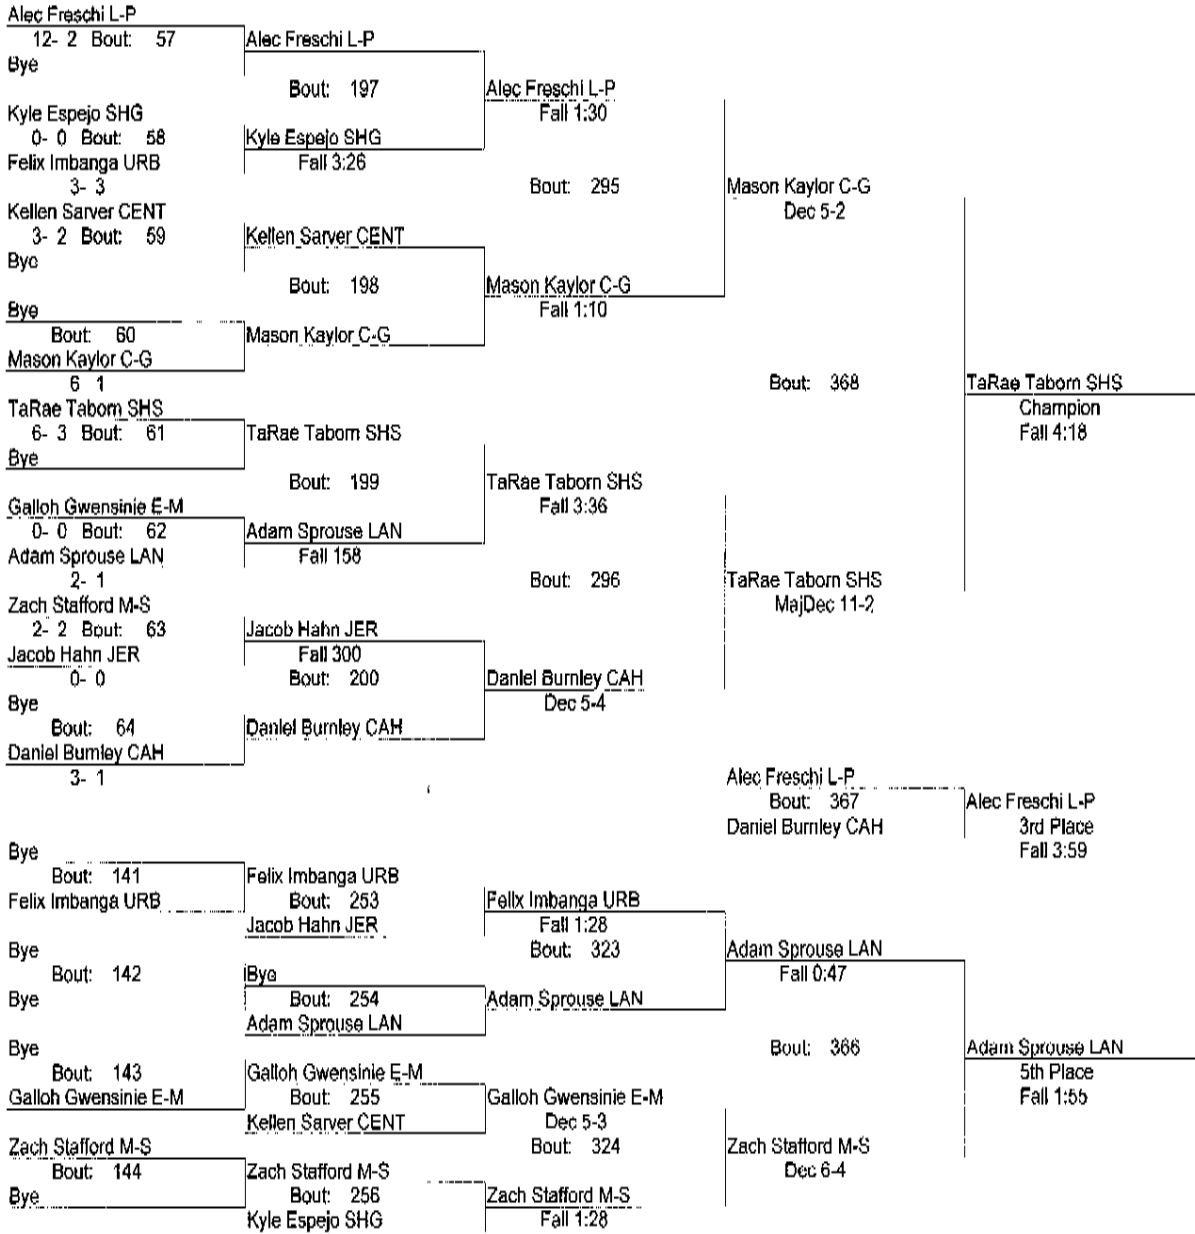 Alec Freschi L-P
12- 2 Bout: 57
Alec Freschi L-P
Bye
Bout: 197
Alec Freschi L-P
Fall 1:30
Kyle Espejo SHG
0- 0 Bout: 58
Kyle Espejo SHG
Felix Imbanga URB
Fall 3:26
3- 3
Bout: 295
Mason Kaylor C-G
Dec 5-2
Kellen Sarver CENT
3- 2 Bout: 59
Kellen Sarver CENT
Bye
Bout: 198
Mason Kaylor C-G
Fall 1:10
Bye
Bout: 60
Mason Kaylor C-G
Mason Kaylor C-G
6 1
Bout: 368
TaRae Taborn SHS
Champion
Fall 4:18
TaRae Taborn SHS
6- 3 Bout: 61
TaRae Taborn SHS
Bye
Bout: 199
TaRae Taborn SHS
Fall 3:36
Galloh Gwensinie E-M
0- 0 Bout: 62
Adam Sprouse LAN
Adam Sprouse LAN
Fall 158
2- 1
Bout: 296
TaRae Taborn SHS
MajDec 11-2
Zach Stafford M-S
2- 2 Bout: 63
Jacob Hahn JER
Jacob Hahn JER
Fall 300
0- 0
Bout: 200
Daniel Burnley CAH
Dec 5-4
Bye
Bout: 64
Daniel Burnley CAH
Daniel Burnley CAH
3- 1
Alec Freschi L-P
Bout: 367
Alec Freschi L-P
Daniel Burnley CAH
3rd Place
Fall 3:59
Bye
Bout: 141
Felix Imbanga URB
Felix Imbanga URB
Bout: 253
Felix Imbanga URB
Jacob Hahn JER
Fall 1:28
Bye
Bout: 323
Adam Sprouse LAN
Bout: 142
Bye
Fall 0:47
Bye
Bout: 254
Adam Sprouse LAN
Adam Sprouse LAN
Bye
Bout: 366
Adam Sprouse LAN
Bout: 143
Galloh Gwensinie E-M
5th Place
Galloh Gwensinie E-M
Bout: 255
Galloh Gwensinie E-M
Fall 1:55
Kellen Sarver CENT
Dec 5-3
Zach Stafford M-S
Bout: 324
Zach Stafford M-S
Bout: 144
Zach Stafford M-S
Dec 6-4
Bye
Bout: 256
Zach Stafford M-S
Kyle Espejo SHG
Fall 1:28